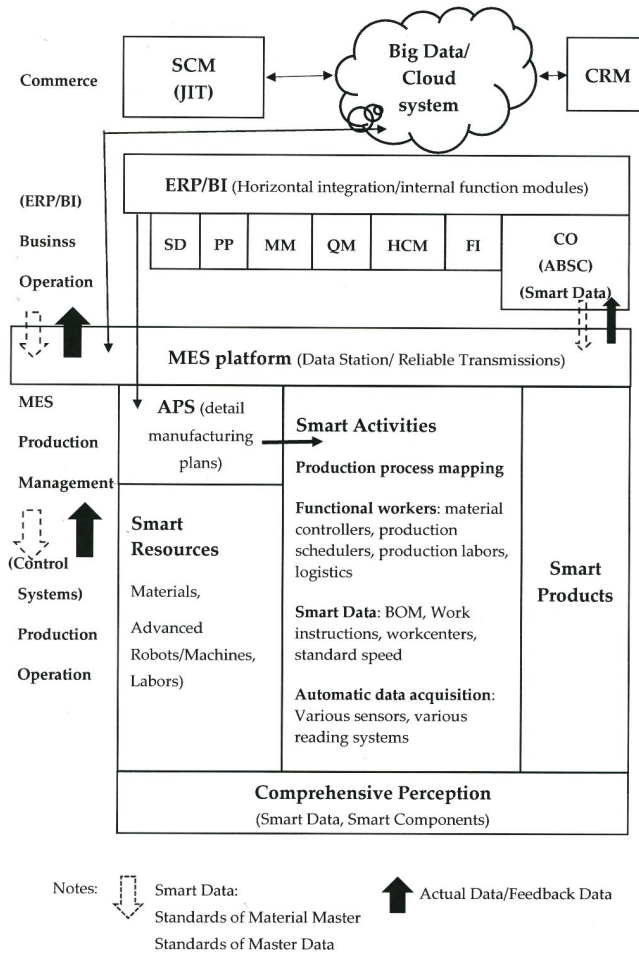 Commerce
SCM
(JIT)
Big Data/
Cloud
system
CRM
ERP/BI (Horizontal integration/internal function modules)
(ERP/BI)
Businss
Operation
SD
PP
MM
QM
HCM
FI
CO
(ABSC)
(Smart Data)
MES platform (Data Station/ Reliable Transmissions)
MES
Production
Management
(Control
Systems)
Production
Operation
APS (detail
manufacturing
plans)
Smart
Resources
Materials,
Advanced
Robots/Machines,
Labors)
Smart Activities
Production process mapping
Functional workers: material
controllers, production
schedulers, production labors,
logistics
Smart Data: BOM, Work
instructions, workcenters,
standard speed
Automatic data acquisition:
Various sensors, various
reading systems
Smart
Products
Comprehensive Perception
(Smart Data, Smart Components)
Notes:
Smart Data:
Standards of Material Master
Standards of Master Data
Actual Data/Feedback Data